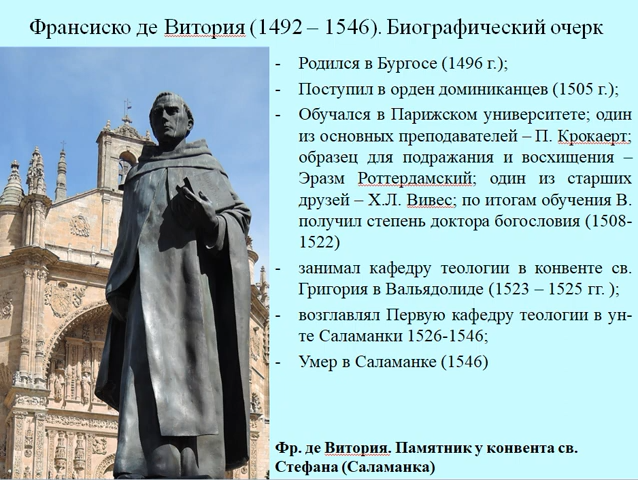 Франсиско де Витория (1492 – 1546). Биографический очерк
- Родился в Бургосе (1496 г.);
- Поступил в орден доминиканцев (1505 г.);
- Обучался в Парижском университете; один
из основных преподавателей – П. Крокаерт;
образец для подражания и восхищения –
Эразм Роттердамский; один из старших
друзей – Х.Л. Вивес; по итогам обучения В.
получил степень доктора богословия (1508-
1522)
- занимал кафедру теологии в конвенте св.
Григория в Вальядолиде (1523 – 1525 гг. );
- возглавлял Первую кафедру теологии в ун-
те Саламанки 1526-1546;
- Умер в Саламанке (1546)
Фр. де Витория. Памятник у конвента св.
Стефана (Саламанка)